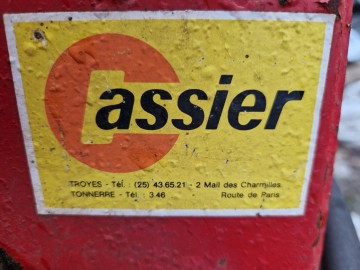 Cassier
TROYES - Tél. : (25) 43.65.21 - 2 Mail des Charmilles
TONNERRE - Tél. : 3.46 - Route de Paris